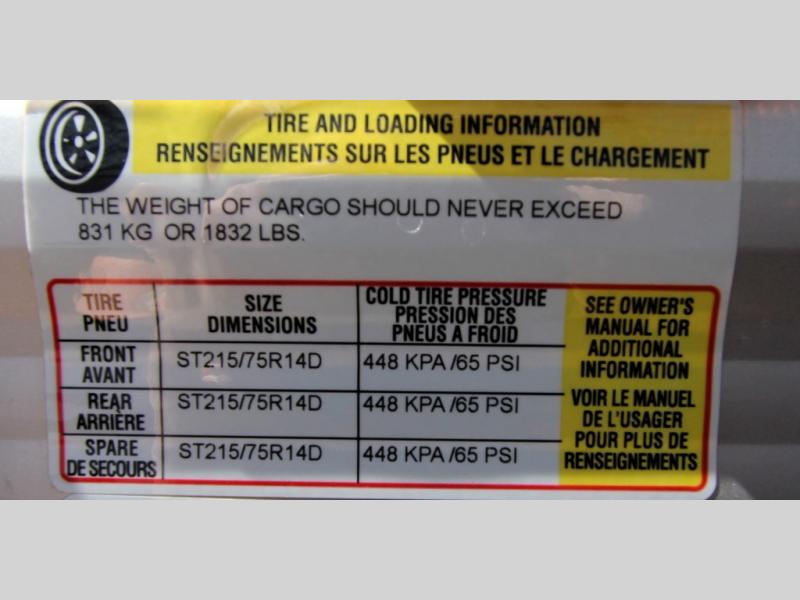 TIRE AND LOADING INFORMATION
RENSEIGNEMENTS SUR LES PNEUS ET LE CHARGEMENT
THE WEIGHT OF CARGO SHOULD NEVER EXCEED
831 KG OR 1832 LBS.
TIRE
PNEU
SIZE
DIMENSIONS
COLD TIRE PRESSURE
PRESSION DES
PNEUS A FROID
FRONT
AVANT
ST215/75R14D
448 KPA /65 PSI
REAR
ARRIÈRE
ST215/75R14D
448 KPA /65 PSI
SPARE
DE SECOURS
ST215/75R14D
448 KPA /65 PSI
SEE OWNER'S
MANUAL FOR
ADDITIONAL
INFORMATION
VOIR LE MANUEL
DE L'USAGER
POUR PLUS DE
RENSEIGNEMENTS